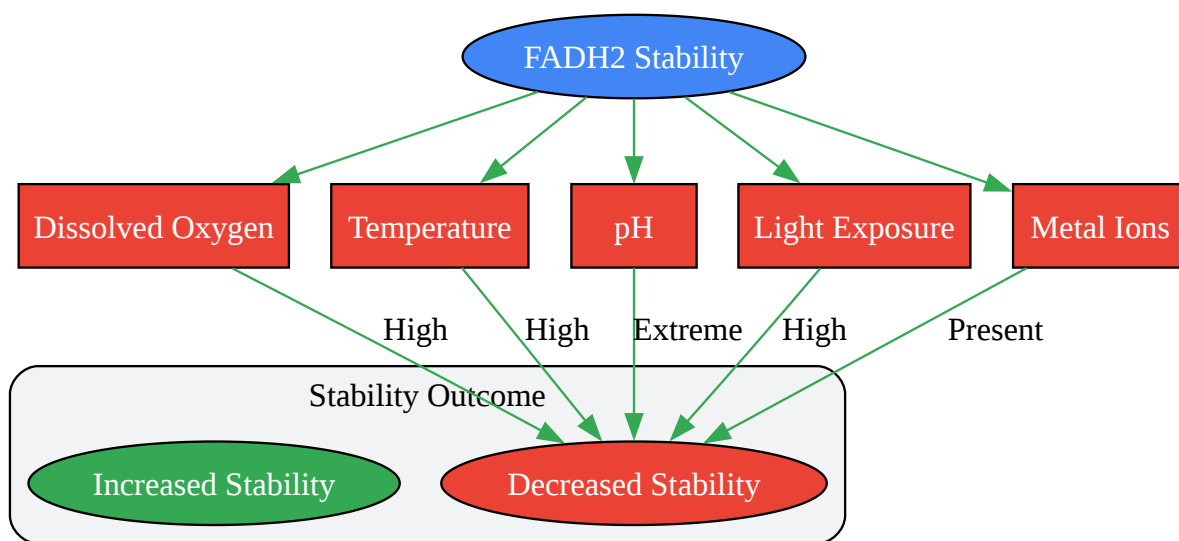 FADH2 Stability
Dissolved Oxygen
Temperature
pH
Light Exposure
Metal Ions
High
High
Extreme
High
Present
Stability Outcome
Increased Stability
Decreased Stability